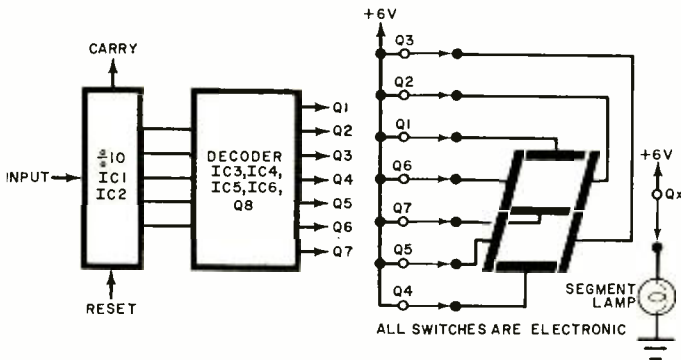 CARRY
INPUT
÷10
IC1
IC2
RESET
DECODER
IC3, IC4,
IC5, IC6,
Q8
Q1
Q2
Q3
Q4
Q5
Q6
Q7
+6V
Q3
Q2
Q1
Q6
Q7
Q5
Q4
+6V
Qx
SEGMENT
LAMP
ALL SWITCHES ARE ELECTRONIC